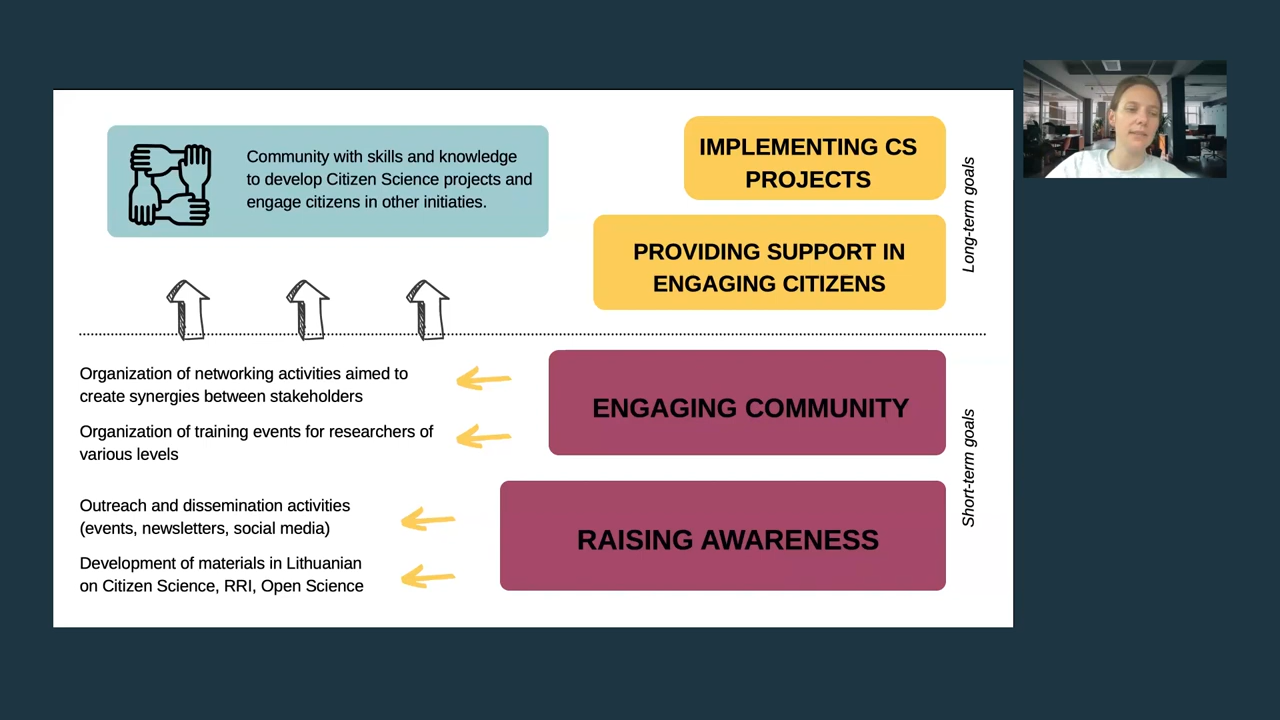 Community with skills and knowledge
to develop Citizen Science projects and
engage citizens in other initiaties.
IMPLEMENTING CS
PROJECTS
PROVIDING SUPPORT IN
ENGAGING CITIZENS
Long-term goals
Organization of networking activities aimed to
create synergies between stakeholders
Organization of training events for researchers of
various levels
ENGAGING COMMUNITY
Outreach and dissemination activities
(events, newsletters, social media)
Development of materials in Lithuanian
on Citizen Science, RRI, Open Science
RAISING AWARENESS
Short-term goals